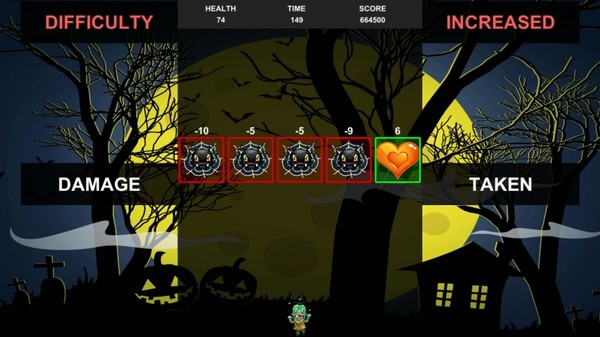 DIFFICULTY
HEALTH TIME SCORE
74 149 664500
INCREASED
-10 -5 -5 -9 6
DAMAGE TAKEN